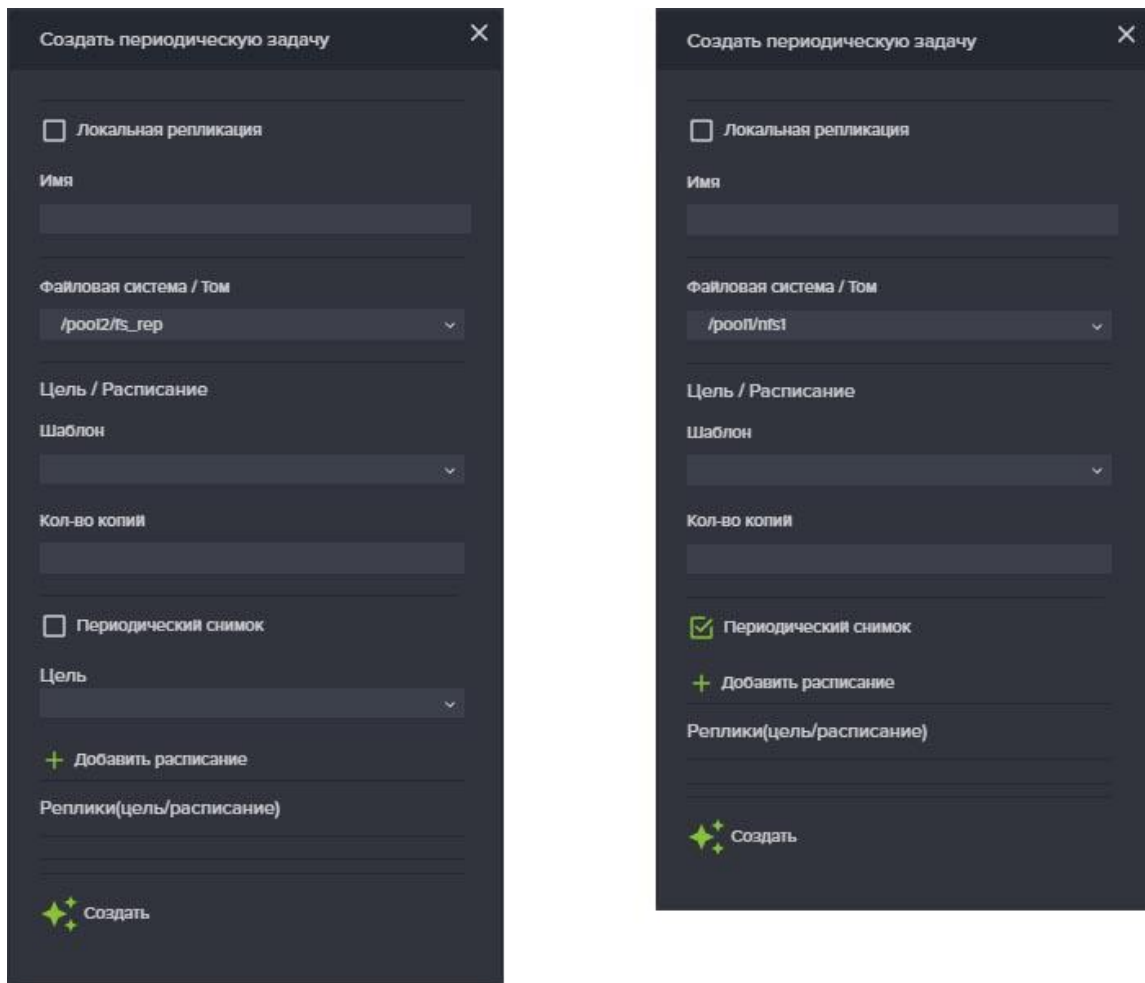 Создать периодическую задачу
Локальная репликация
Имя
Файловая система / Том
/pool2/fs_rep
Цель / Расписание
Шаблон
Кол-во копий
Периодический снимок
Цель
+ Добавить расписание
Реплики(цель/расписание)
Создать
Создать периодическую задачу
Локальная репликация
Имя
Файловая система / Том
/pool1/nfs1
Цель / Расписание
Шаблон
Кол-во копий
Периодический снимок
+ Добавить расписание
Реплики(цель/расписание)
Создать